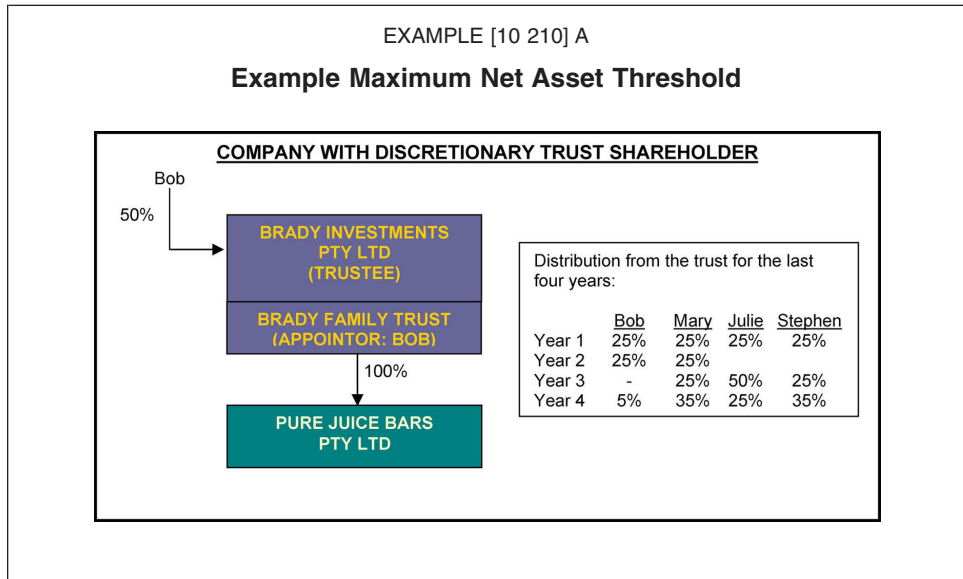 EXAMPLE [10 210] A
Example Maximum Net Asset Threshold
COMPANY WITH DISCRETIONARY TRUST SHAREHOLDER
Bob
50%
BRADY INVESTMENTS
PTY LTD
(TRUSTEE)
BRADY FAMILY TRUST
(APPOINTOR: BOB)
100%
PURE JUICE BARS
PTY LTD
Distribution from the trust for the last
four years:
Bob Mary Julie Stephen
Year 1 25% 25% 25% 25%
Year 2 25% 25%
Year 3 - 25% 50% 25%
Year 4 5% 35% 25% 35%